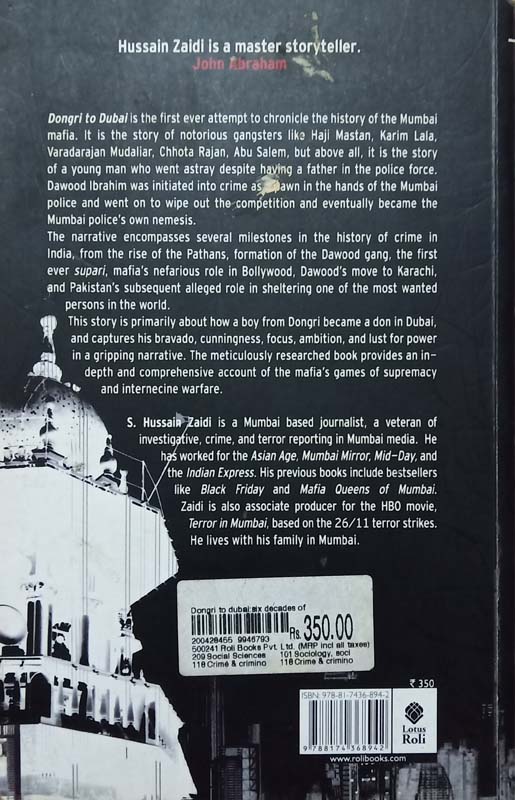 Hussain Zaidi is a master storyteller.
John Abraham
Dongri to Dubai is the first ever attempt to chronicle the history of the Mumbai
mafia. It is the story of notorious gangsters like Haji Mastan, Karim Lala,
Varadarajan Mudaliar, Chhota Rajan, Abu Salem, but above all, it is the story
of a young man who went astray despite having a father in the police force.
Dawood Ibrahim was initiated into crime as pawn in the hands of the Mumbai
police and went on to wipe out the competition and eventually became the
Mumbai police's own nemesis.
The narrative encompasses several milestones in the history of crime in
India, from the rise of the Pathans, formation of the Dawood gang, the first
ever supari, mafia's nefarious role in Bollywood, Dawood's move to Karachi,
and Pakistan's subsequent alleged role in sheltering one of the most wanted
persons in the world.
This story is primarily about how a boy from Dongri became a don in Dubai,
and captures his bravado, cunningness, focus, ambition, and lust for power
in a gripping narrative. The meticulously researched book provides an in-
depth and comprehensive account of the mafia's games of supremacy
and internecine warfare.
S. Hussain Zaidi is a Mumbai based journalist, a veteran of
investigative, crime, and terror reporting in Mumbai media. He
has worked for the Asian Age, Mumbai Mirror, Mid-Day, and
the Indian Express. His previous books include bestsellers
like Black Friday and Mafia Queens of Mumbai.
Zaidi is also associate producer for the HBO movie,
Terror in Mumbai, based on the 26/11 terror strikes.
He lives with his family in Mumbai.
Dongri to dubai:six decades of
Rs. 350.00
200428455 9946793
500241 Roli Books Pvt. Ltd. (MRP incl all taxes)
209 Social Sciences 101 Sociology, soci
118 Crime & crimino 118 Crime & crimino
₹ 350
ISBN: 978-81-7436-894-2
9 788174 368942
Lotus
Roli
www.rolibooks.com